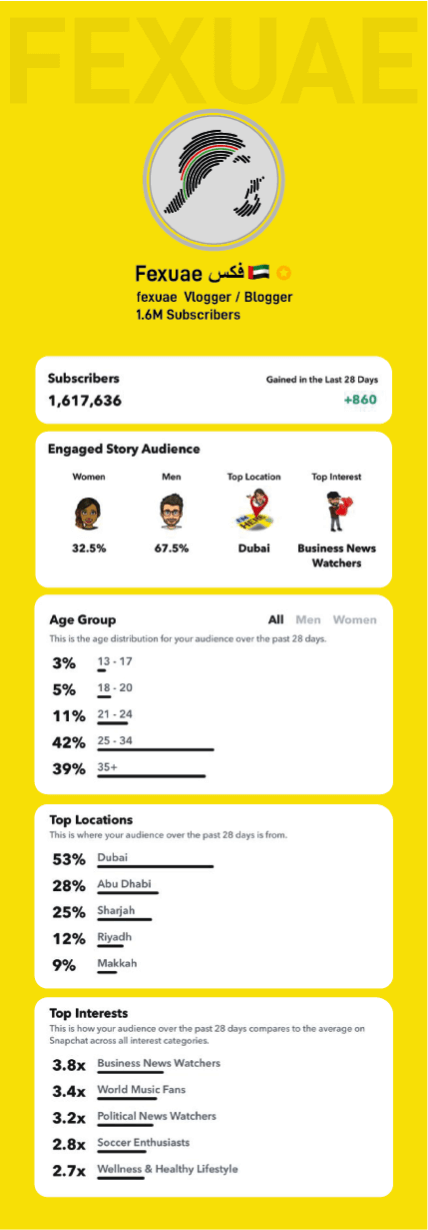 FEXUAE
Fexuae فكس
fexuae Vlogger / Blogger
1.6M Subscribers
Subscribers
Gained in the Last 28 Days
1,617,636
+860
Engaged Story Audience
Women Men Top Location Top Interest
32.5% 67.5% Dubai Business News
Watchers
Age Group
All Men Women
This is the age distribution for your audience over the past 28 days.
3% 13 - 17
5% 18 - 20
11% 21 - 24
42% 25 - 34
39% 35+
Top Locations
This is where your audience over the past 28 days is from.
53% Dubai
28% Abu Dhabi
25% Sharjah
12% Riyadh
9% Makkah
Top Interests
This is how your audience over the past 28 days compares to the average on
Snapchat across all interest categories.
3.8x Business News Watchers
3.4x World Music Fans
3.2x Political News Watchers
2.8x Soccer Enthusiasts
2.7x Wellness & Healthy Lifestyle